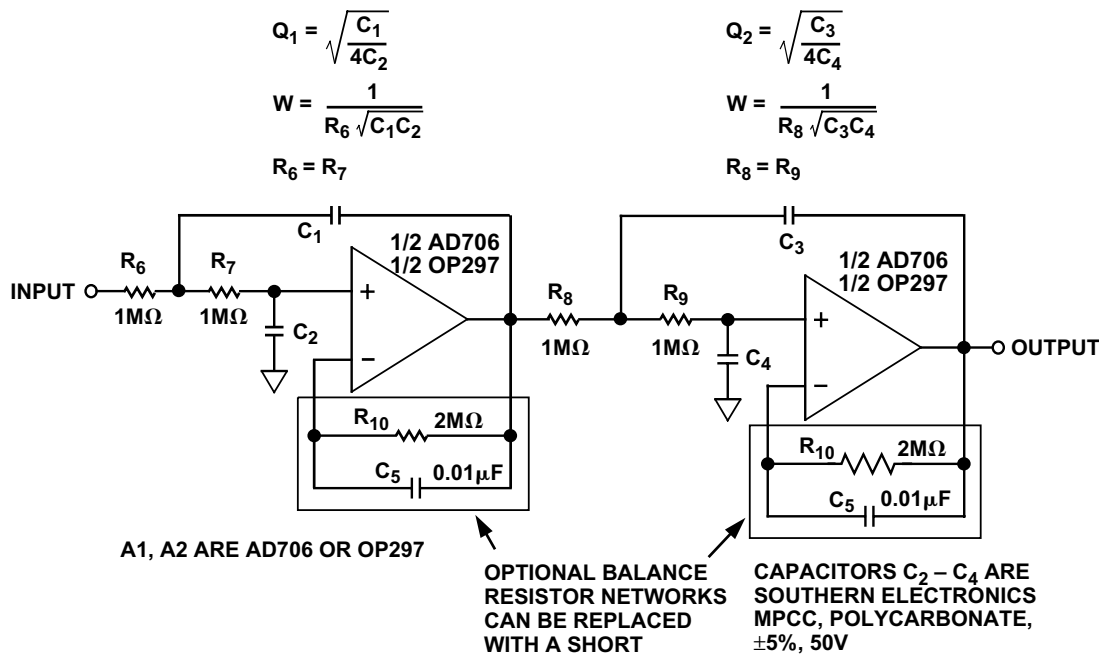 Q1 = √C1/4C2
Q2 = √C3/4C4
W = 1/R6 √C1C2
W = 1/R8 √C3C4
R6 = R7
R8 = R9
C1
C3
1/2 AD706
1/2 OP297
1/2 AD706
1/2 OP297
R6
R7
R8
R9
INPUT
+
+
1MΩ
1MΩ
C2
1MΩ
1MΩ
C4
OUTPUT
–
–
R10 2MΩ
C5 0.01μF
R10 2MΩ
C5 0.01μF
A1, A2 ARE AD706 OR OP297
OPTIONAL BALANCE
RESISTOR NETWORKS
CAN BE REPLACED
WITH A SHORT
CAPACITORS C2 – C4 ARE
SOUTHERN ELECTRONICS
MPCC, POLYCARBONATE,
±5%, 50V